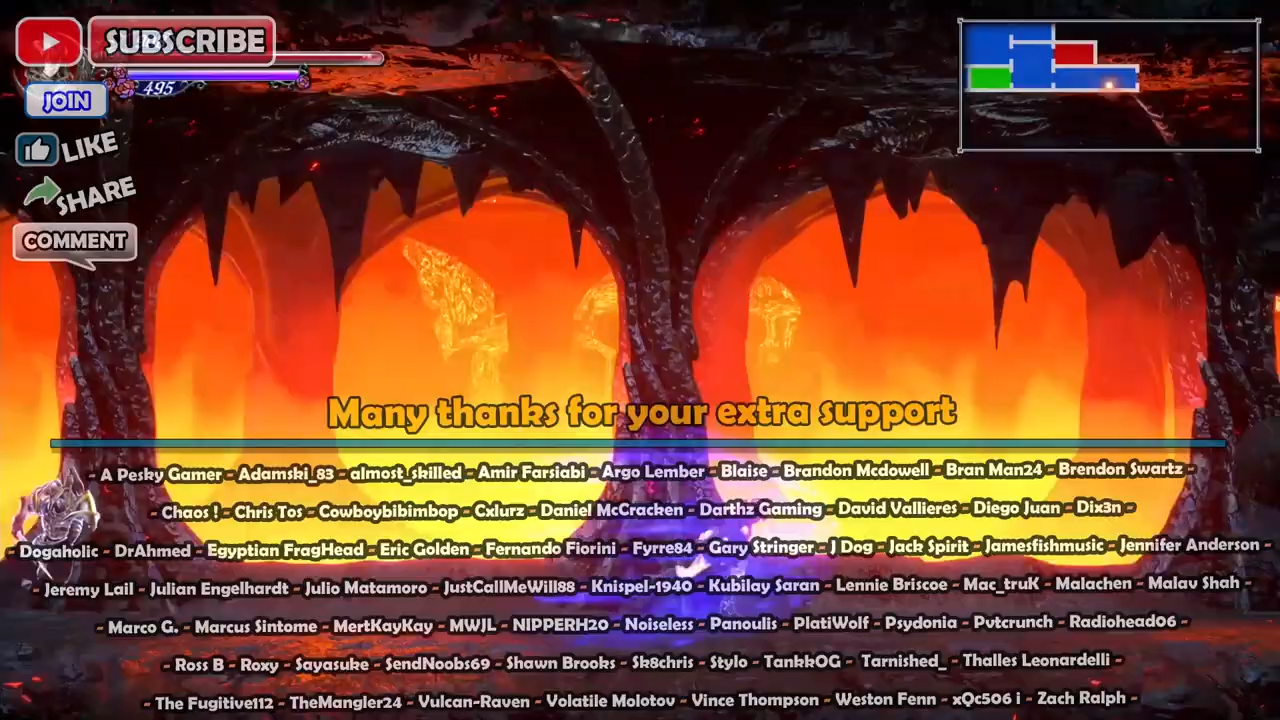 SUBSCRIBE
495
JOIN
LIKE
SHARE
COMMENT
Many thanks for your extra support
- A Pesky Gamer - Adamski_83 - almost_skilled - Amir Farsiabi - Argo Lember - Blaise - Brandon Mcdowell - Bran Man24 - Brendon Swartz -
- Chaos ! - Chris Tos - Cowboybibimbop - Cxlurz - Daniel McCracken - Darthz Gaming - David Vallieres - Diego Juan - Dix3n -
- Dogaholic - DrAhmed - Egyptian FragHead - Eric Golden - Fernando Fiorini - Fyrre84 - Gary Stringer - J Dog - Jack Spirit - Jamesfishmusic - Jennifer Anderson -
- Jeremy Lail - Julian Engelhardt - Julio Matamoro - JustCallMeWill88 - Knispel-1940 - Kubilay Saran - Lennie Briscoe - Mac_truK - Malachen - Malav Shah -
- Marco G. - Marcus Sintome - MertKayKay - MWJL - NIPPERH20 - Noiseless - Panoulis - PlatiWolf - Psydonia - Pvtcrunch - Radiohead06 -
- Ross B - Roxy - Sayasuke - SendNoobs69 - Shawn Brooks - Sk8chris - Stylo - TankkOG - Tarnished_ - Thalles Leonardelli -
- The Fugitive112 - TheMangler24 - Vulcan-Raven - Volatile Molotov - Vince Thompson - Weston Fenn - xQc506 i - Zach Ralph -